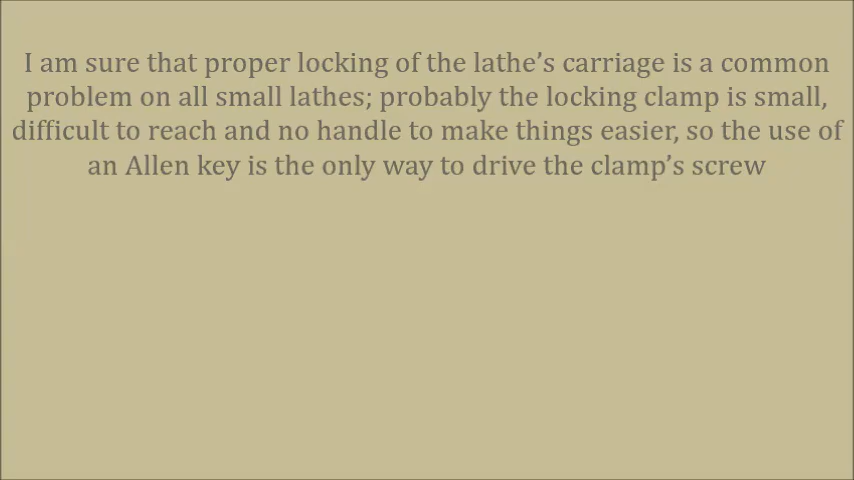 I am sure that proper locking of the lathe’s carriage is a common
problem on all small lathes; probably the locking clamp is small,
difficult to reach and no handle to make things easier, so the use of
an Allen key is the only way to drive the clamp’s screw